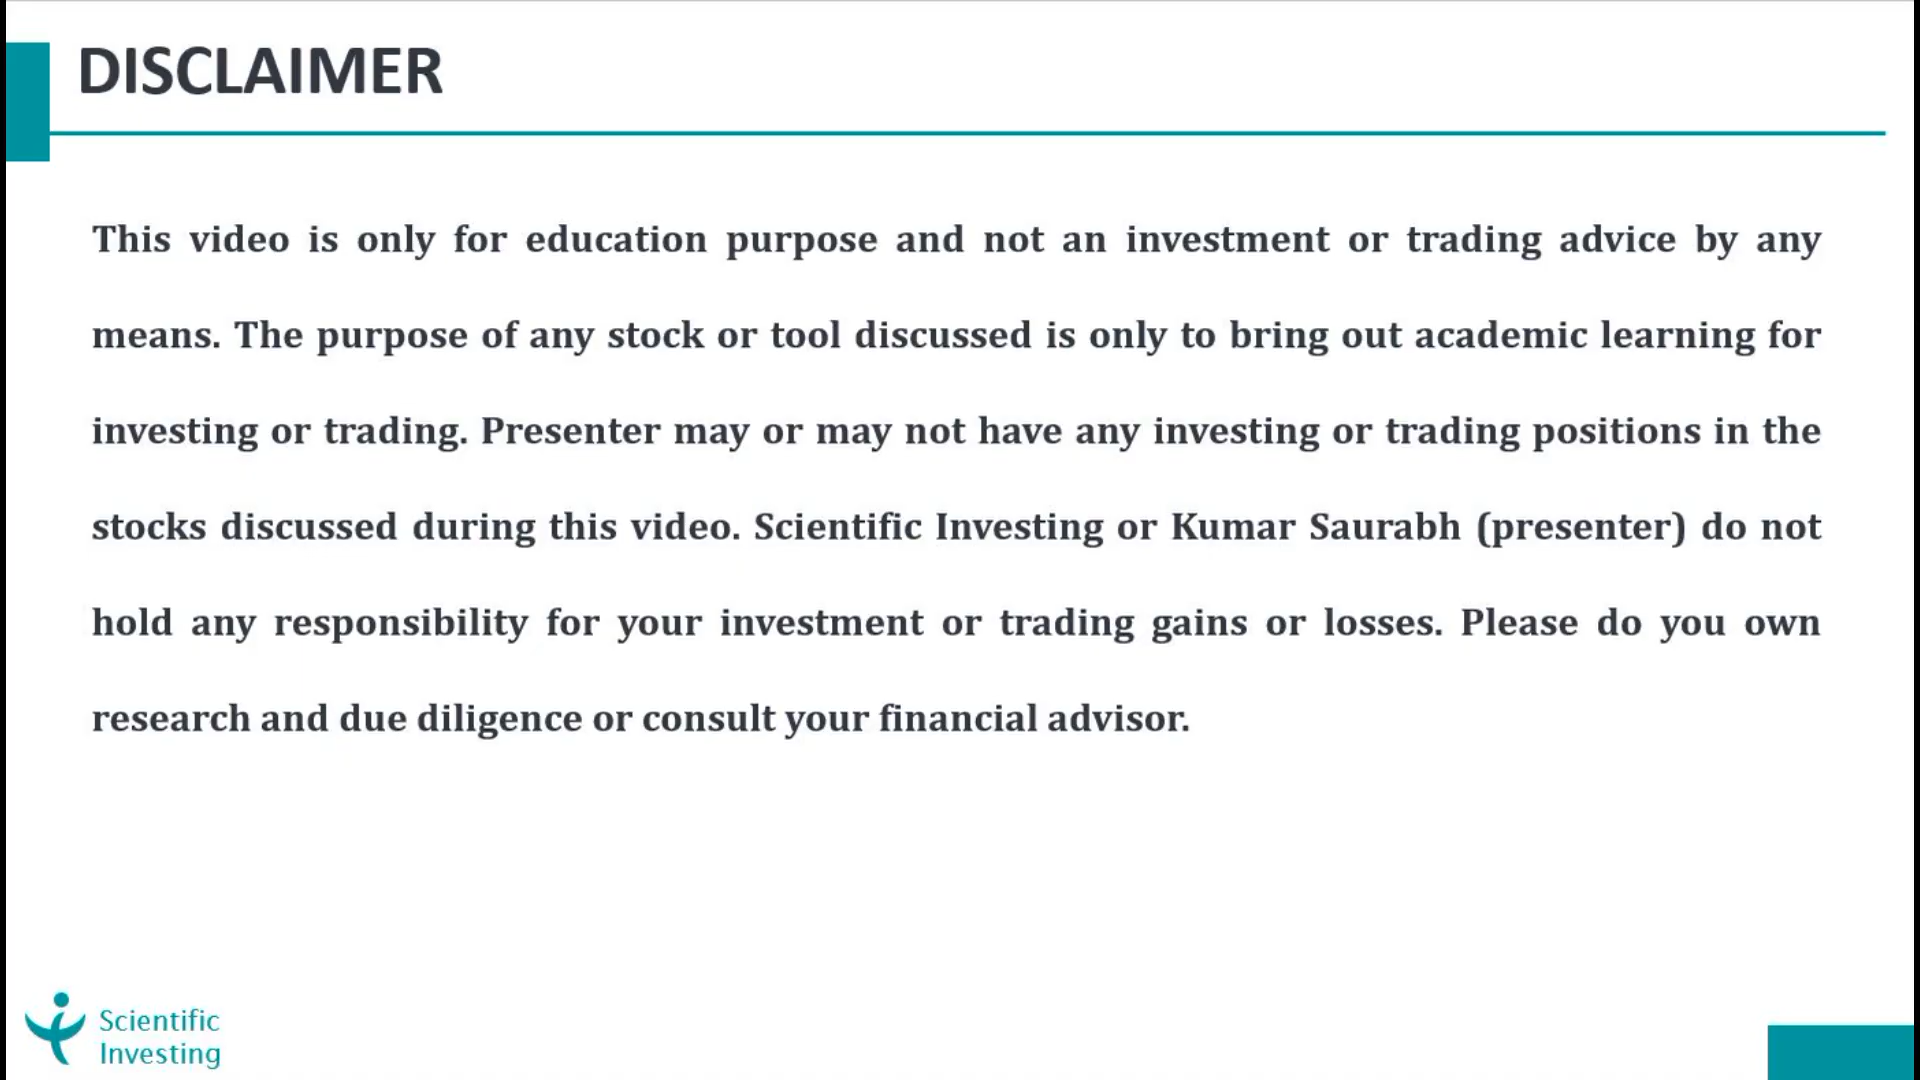 DISCLAIMER
This video is only for education purpose and not an investment or trading advice by any
means. The purpose of any stock or tool discussed is only to bring out academic learning for
investing or trading. Presenter may or may not have any investing or trading positions in the
stocks discussed during this video. Scientific Investing or Kumar Saurabh (presenter) do not
hold any responsibility for your investment or trading gains or losses. Please do you own
research and due diligence or consult your financial advisor.
Scientific
Investing